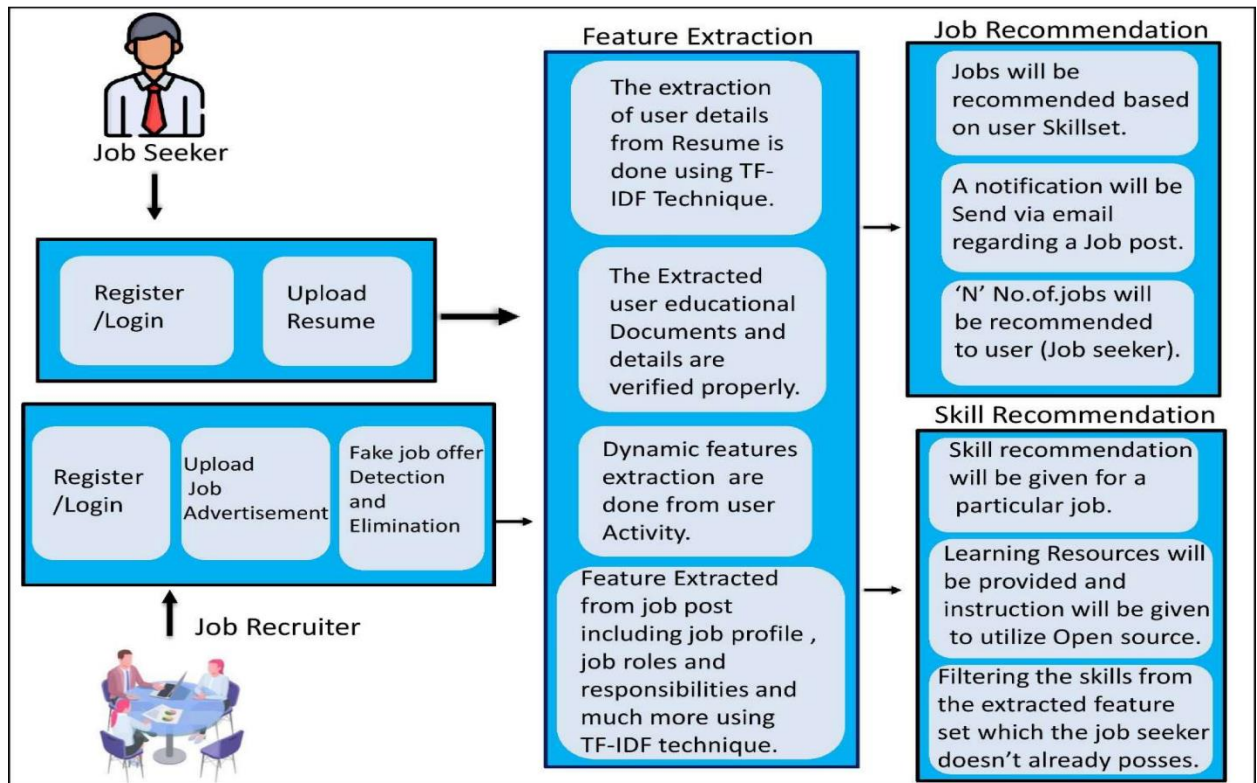 Job Seeker
Register
/Login
Upload
Resume
Register
/Login
Upload
Job
Advertisement
Fake job offer
Detection
and
Elimination
Job Recruiter
Feature Extraction
The extraction
of user details
from Resume is
done using TF-
IDF Technique.
The Extracted
user educational
Documents and
details are
verified properly.
Dynamic features
extraction are
done from user
Activity.
Feature Extracted
from job post
including job profile ,
job roles and
responsibilities and
much more using
TF-IDF technique.
Job Recommendation
Jobs will be
recommended based
on user Skillset.
A notification will be
Send via email
regarding a Job post.
‘N’ No.of.jobs will
be recommended
to user (Job seeker).
Skill Recommendation
Skill recommendation
will be given for a
particular job.
Learning Resources will
be provided and
instruction will be given
to utilize Open source.
Filtering the skills from
the extracted feature
set which the job seeker
doesn’t already posses.